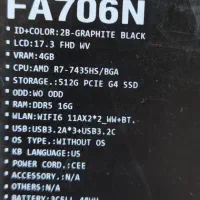 FA706N
▪ID+COLOR:2B-GRAPHITE BLACK
▪LCD:17.3 FHD WV
▪VRAM:4GB
▪CPU:AMD R7-7435HS/BGA
▪STORAGE.:512G PCIE G4 SSD
▪ODD:WO ODD
▪RAM:DDR5 16G
▪WLAN:WIFI6 11AX2*2_WW+BT.
▪USB:USB3.2A*3+USB3.2C
▪OS TYPE.:WITHOUT OS
▪KB LANGUAGE:US
▪POWER CORD.:CEE
▪ACCESSORY.:N/A
▪OTHERS:N/A
▪BATTERY:3CELL